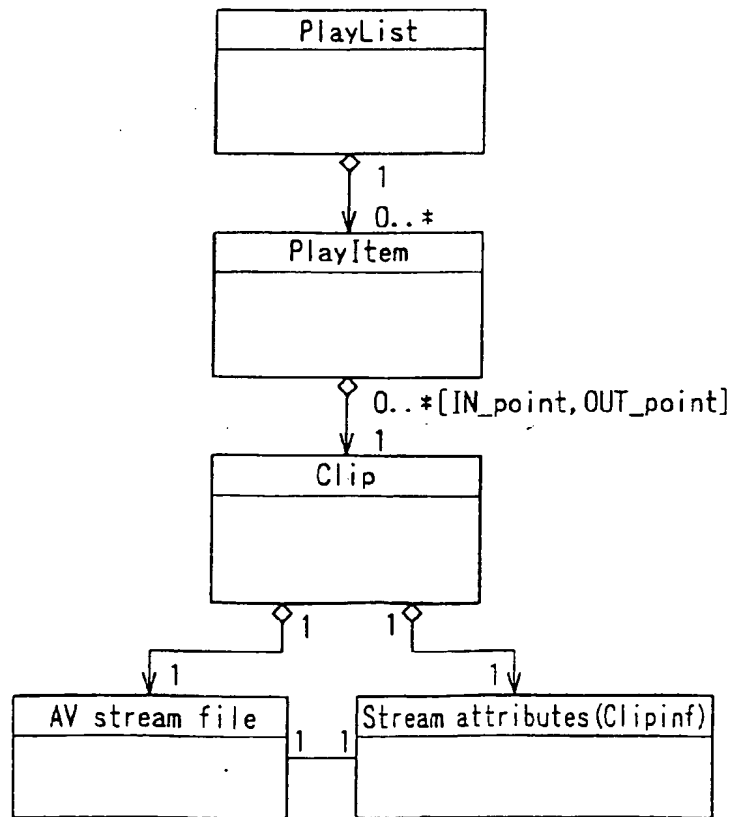 PlayList
1
0..*
PlayItem
0..*[IN_point,OUT_point]
1
Clip
1 1
1 1
AV stream file
Stream attributes(Clipinf)
1 1